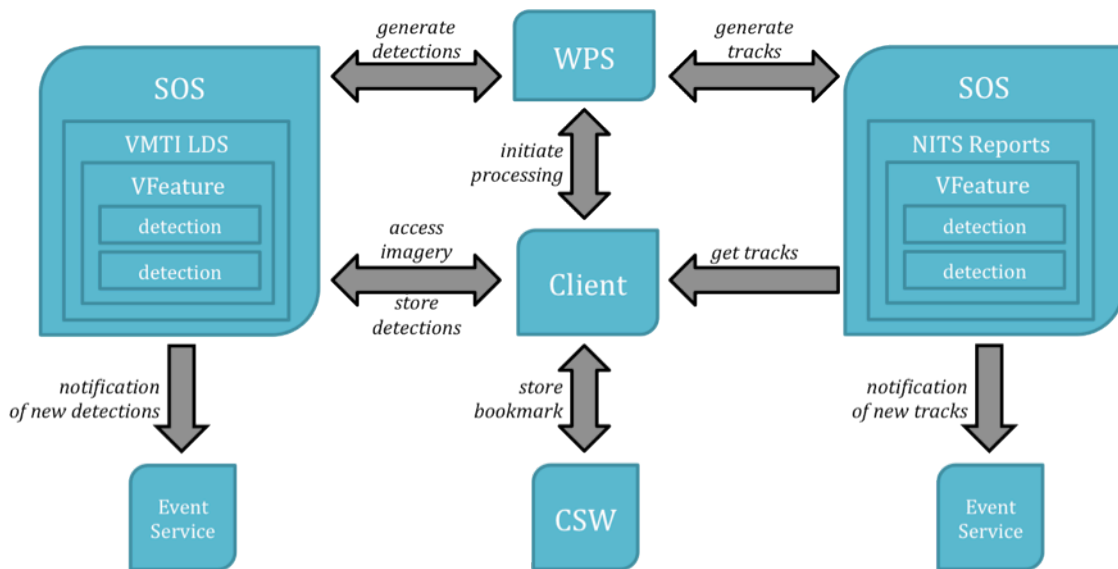 generate
detections
WPS
generate
tracks
SOS
VMTI LDS
VFeature
detection
detection
initiate
processing
SOS
NITS Reports
VFeature
detection
detection
access
imagery
store
detections
Client
get tracks
notification
of new detections
store
bookmark
notification
of new tracks
Event
Service
CSW
Event
Service